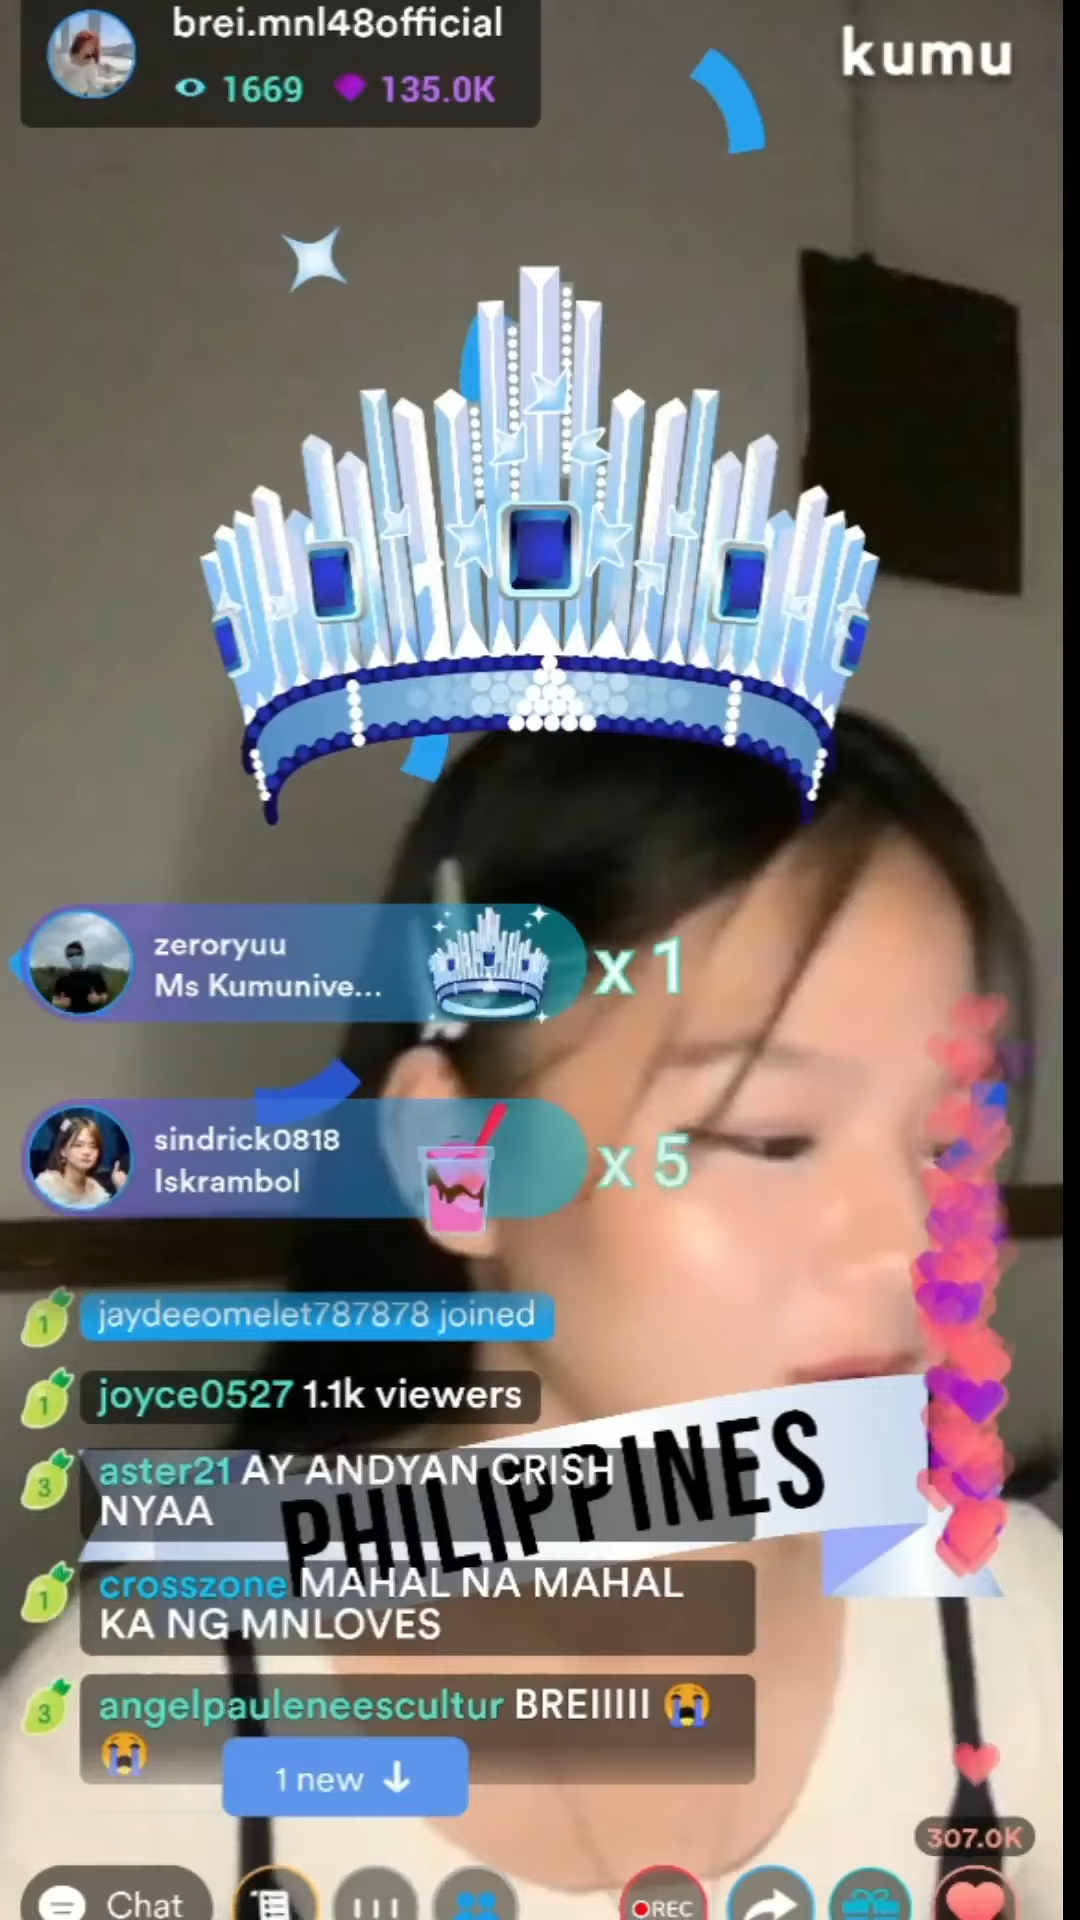 brei.mnl48official
1669 135.0K
kumu
zeroryuu
Ms Kumunive...
x 1
sindrick0818
Iskrambol
x 5
1 jaydeeomelet787878 joined
1 joyce0527 1.1k viewers
3 aster21 AY ANDYAN CRISH
NYAA
PHILIPPINES
1 crosszone MAHAL NA MAHAL
KA NG MNLOVES
3 angelpauleneescultur BREIIIII 😭
😭
1 new ↓
307.0K
Chat
REC